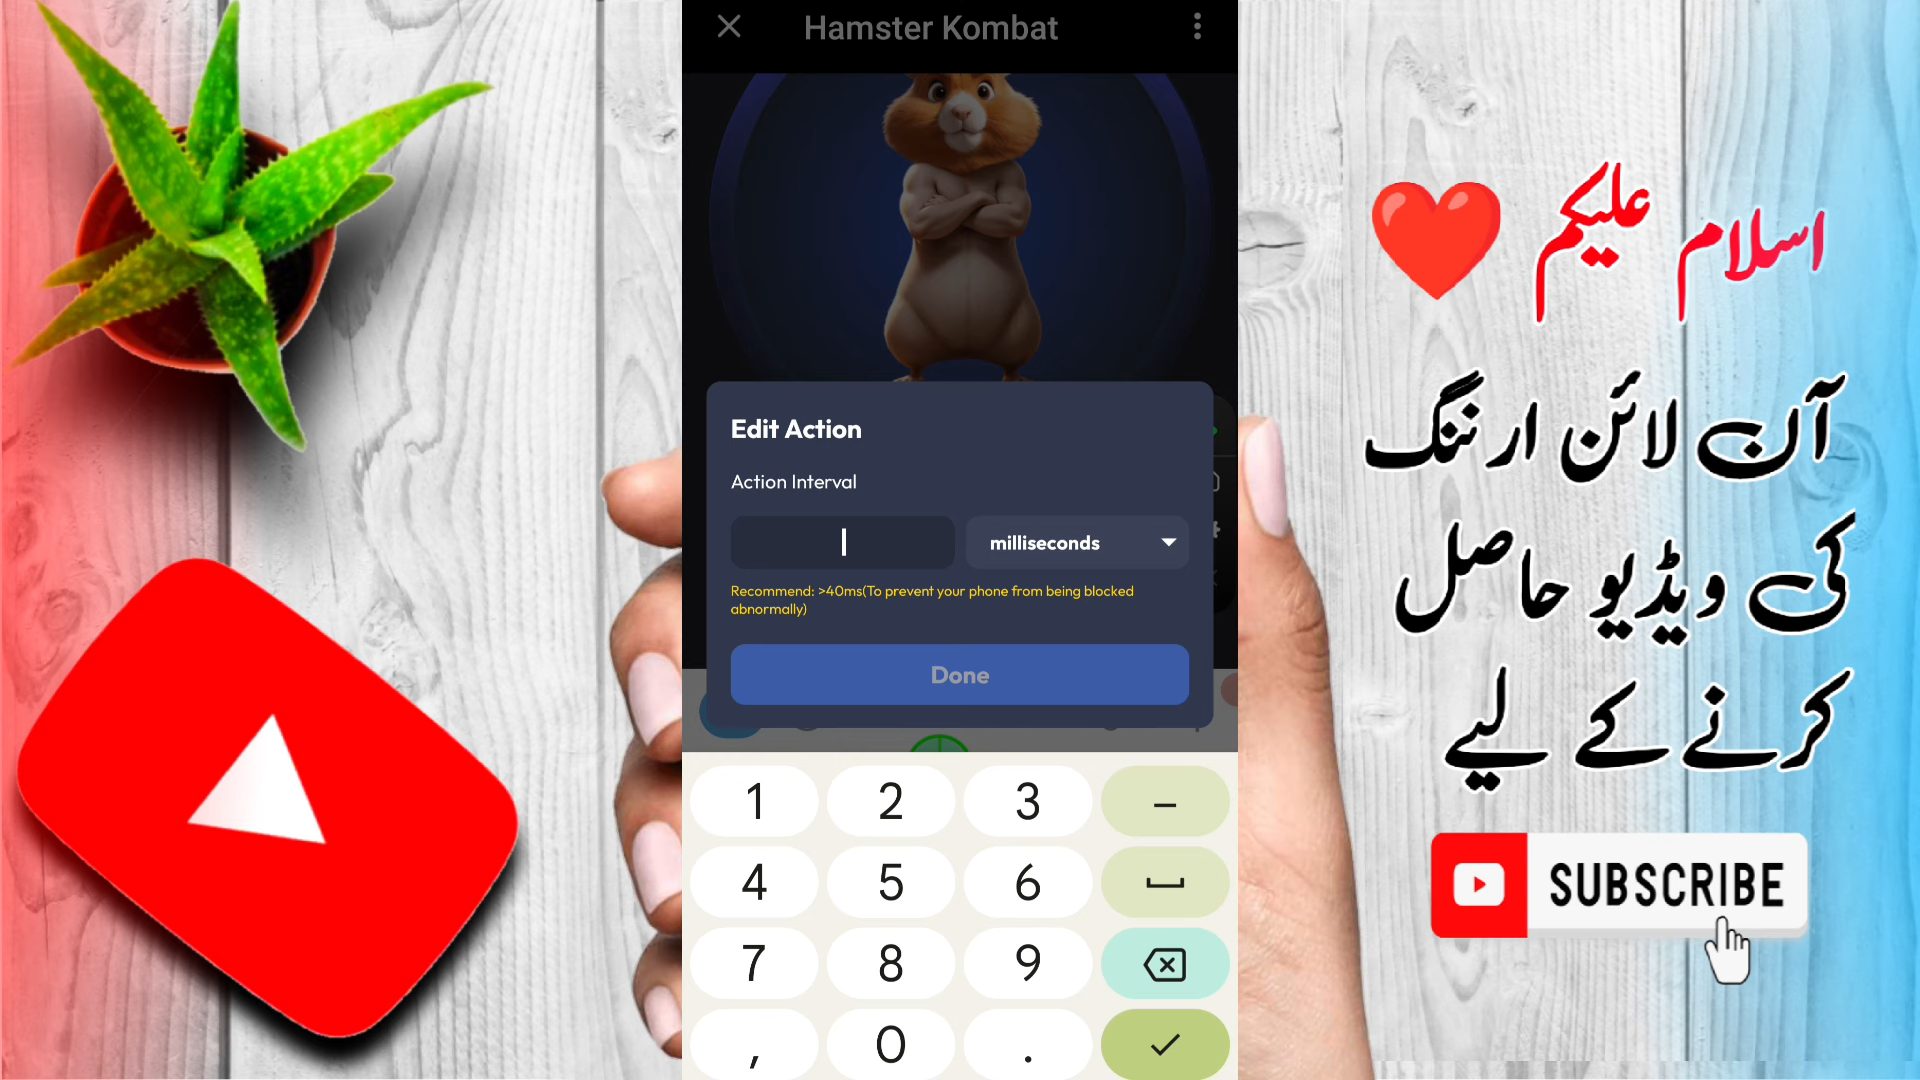 Hamster Kombat
Edit Action
Action Interval
milliseconds
Recommend: >40ms(To prevent your phone from being blocked
abnormally)
Done
1 2 3 –
4 5 6
7 8 9
, 0 .
اسلام علیکم
آن لائن ارننگ
کی ویڈیو حاصل
کرنے کے لیے
SUBSCRIBE